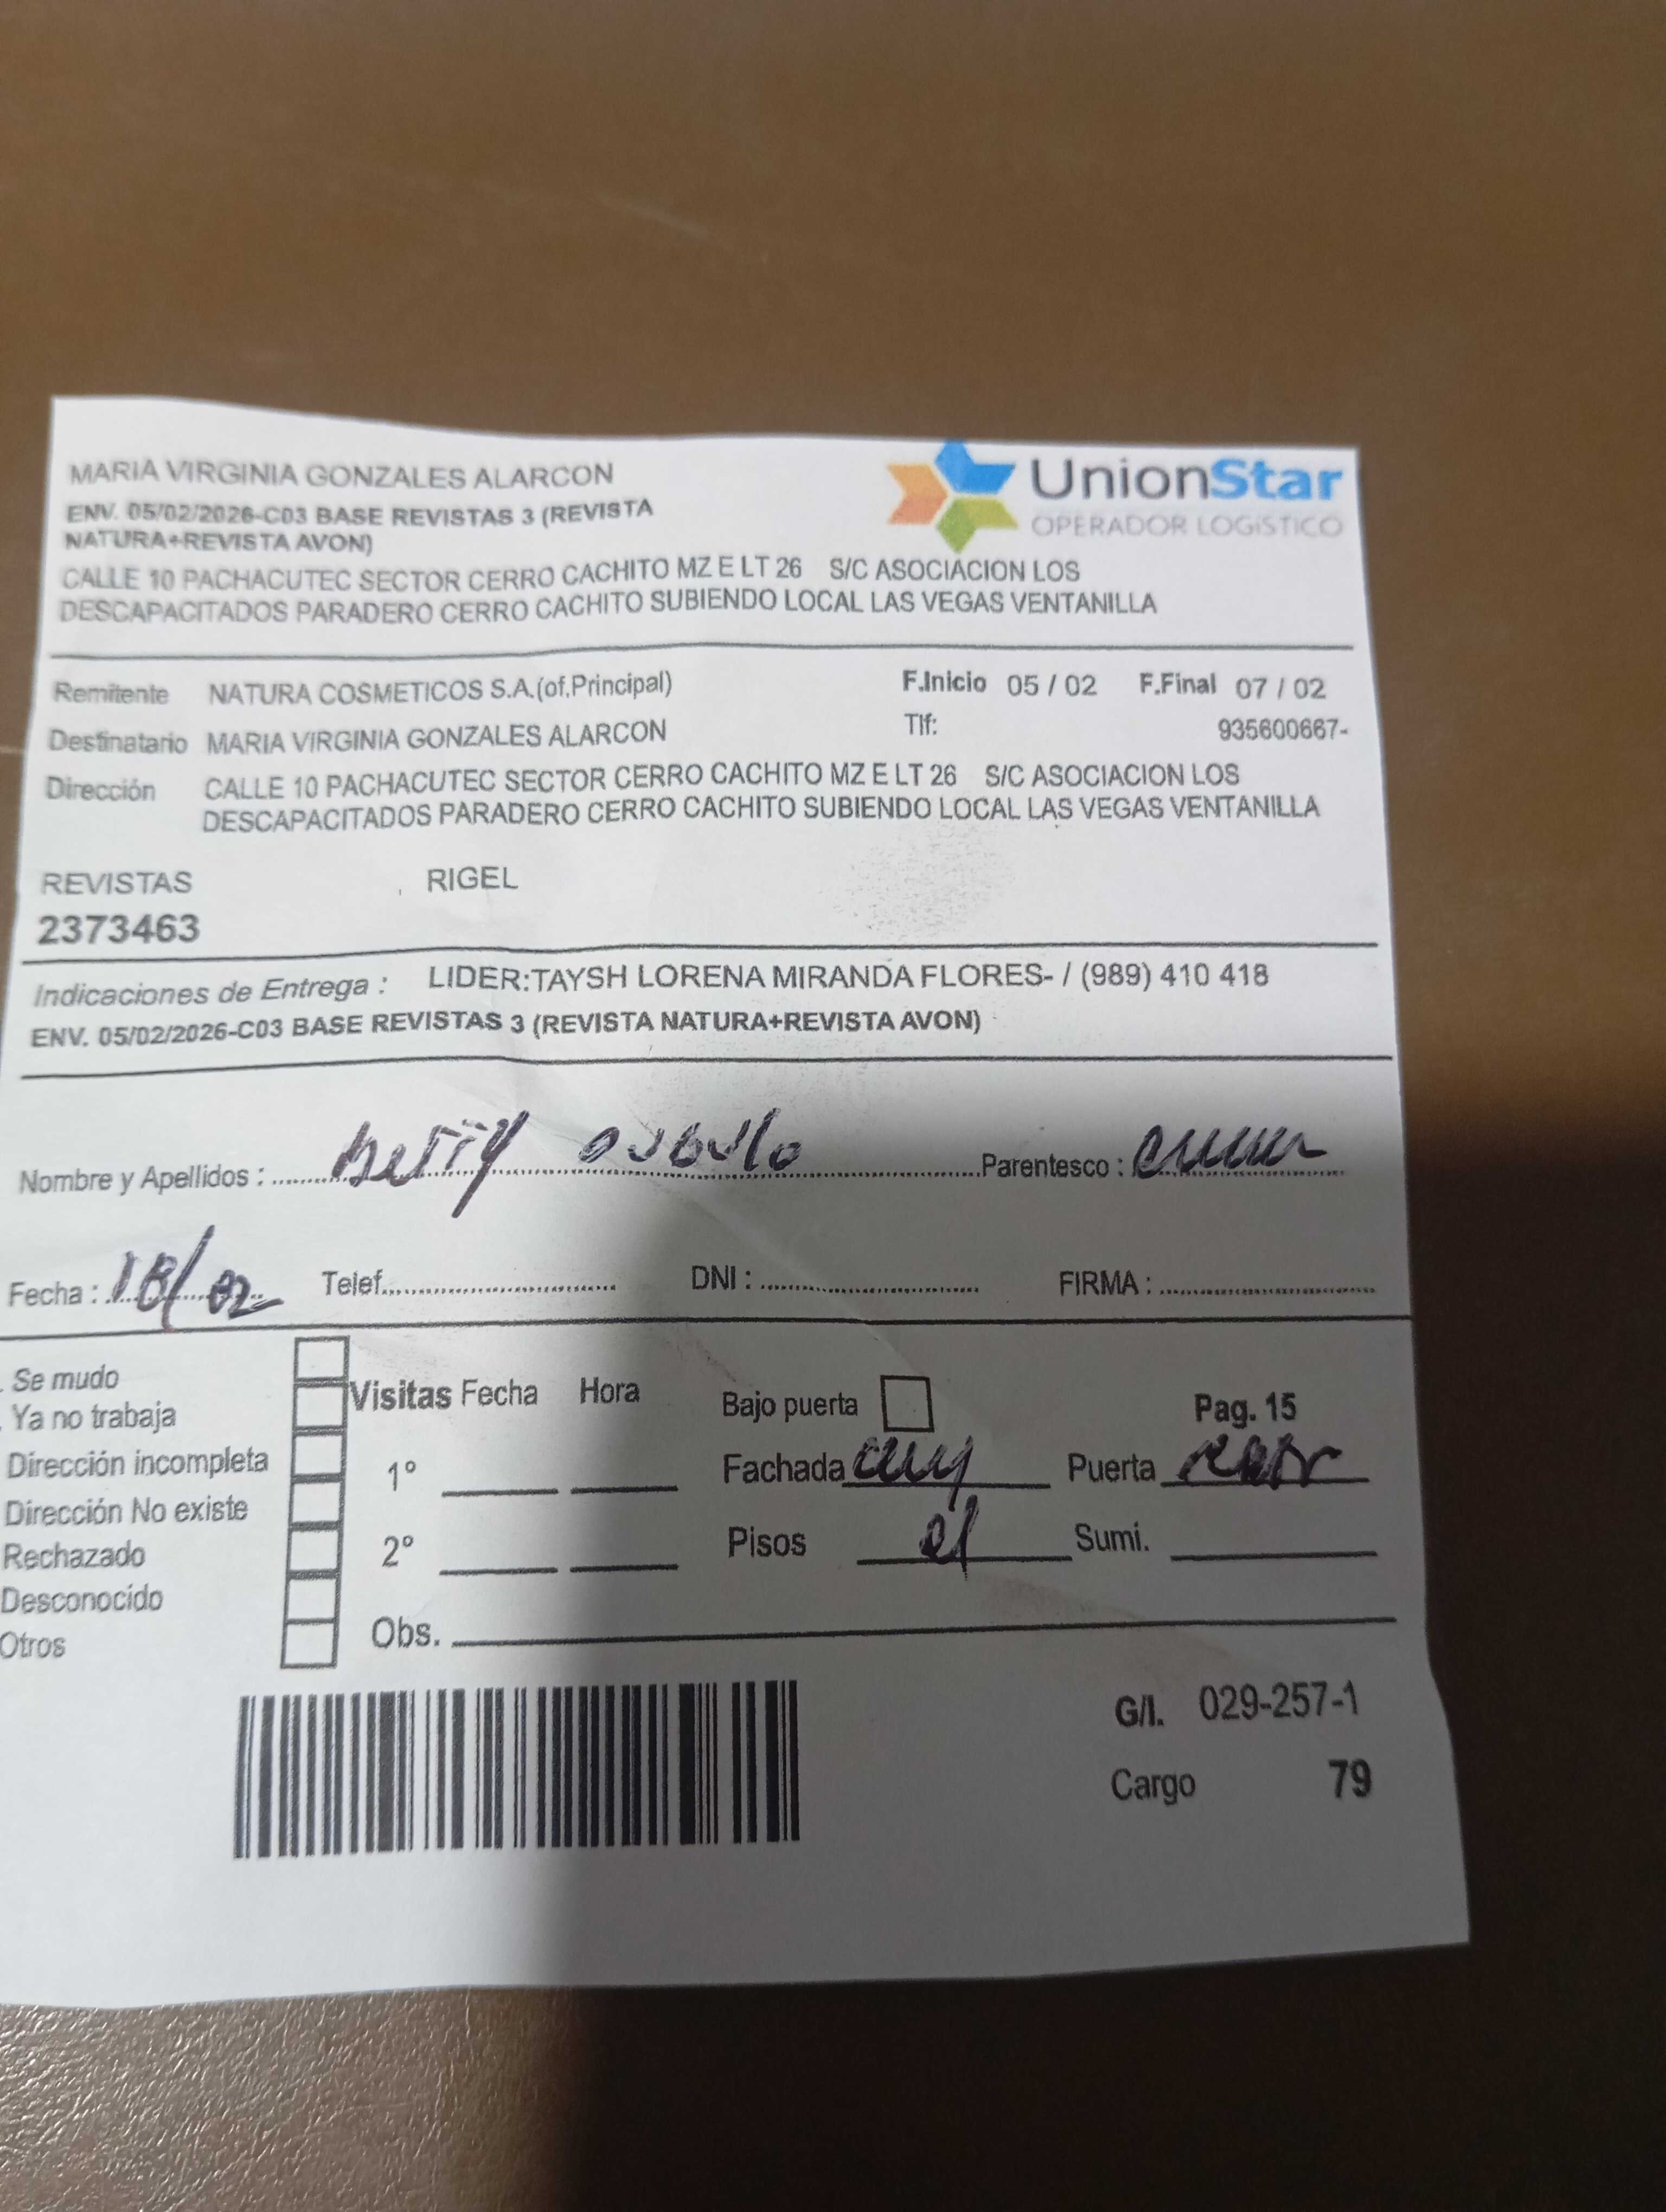 MARIA VIRGINIA GONZALES ALARCON
UnionStar
OPERADOR LOGÍSTICO
ENV. 05/02/2026-C03 BASE REVISTAS 3 (REVISTA
NATURA+REVISTA AVON)
CALLE 10 PACHACUTEC SECTOR CERRO CACHITO MZ E LT 26 S/C ASOCIACION LOS
DESCAPACITADOS PARADERO CERRO CACHITO SUBIENDO LOCAL LAS VEGAS VENTANILLA
Remitente NATURA COSMETICOS S.A.(of.Principal) F.Inicio 05 / 02 F.Final 07 / 02
Destinatario MARIA VIRGINIA GONZALES ALARCON Tlf: 935600667-
Dirección CALLE 10 PACHACUTEC SECTOR CERRO CACHITO MZ E LT 26 S/C ASOCIACION LOS
DESCAPACITADOS PARADERO CERRO CACHITO SUBIENDO LOCAL LAS VEGAS VENTANILLA
REVISTAS RIGEL
2373463
Indicaciones de Entrega : LIDER:TAYSH LORENA MIRANDA FLORES- / (989) 410 418
ENV. 05/02/2026-C03 BASE REVISTAS 3 (REVISTA NATURA+REVISTA AVON)
Nombre y Apellidos : Betty Parentesco :
Fecha : 18/02 Telef. DNI : FIRMA :
Se mudo
Ya no trabaja
Dirección incompleta
Dirección No existe
Rechazado
Desconocido
Otros
Visitas Fecha Hora
1º
2º
Obs.
Bajo puerta Pag. 15
Fachada Puerta
Pisos Sumi.
G/I. 029-257-1
Cargo 79